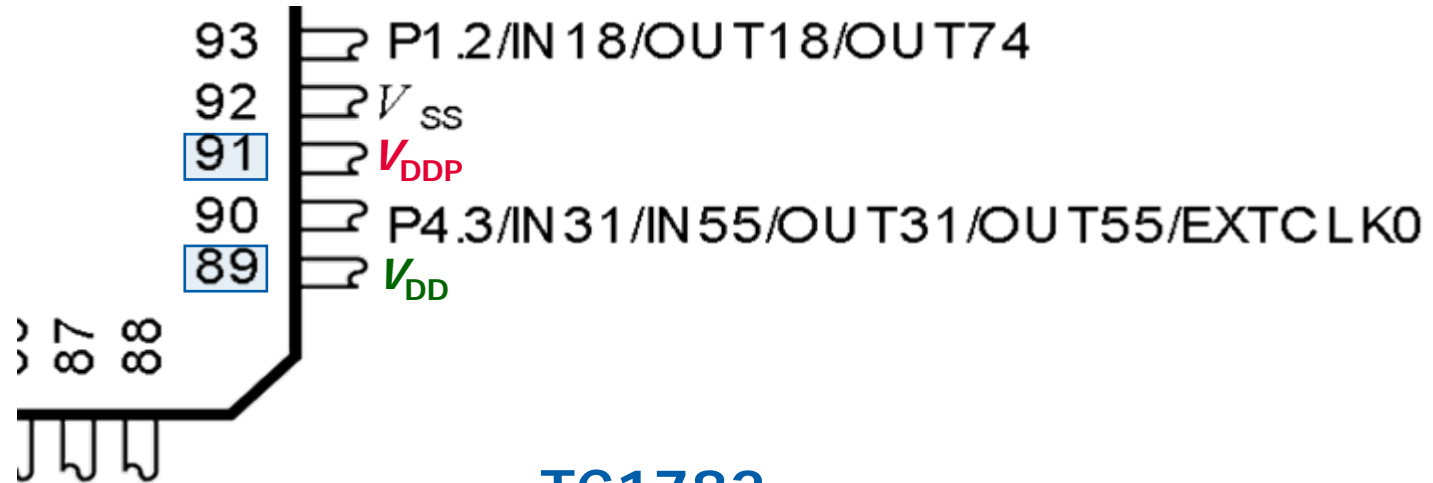 93 P1.2/IN18/OUT18/OUT74
92 VSS
91 VDDP
90 P4.3/IN31/IN55/OUT31/OUT55/EXTCLK0
89 VDD
87 88